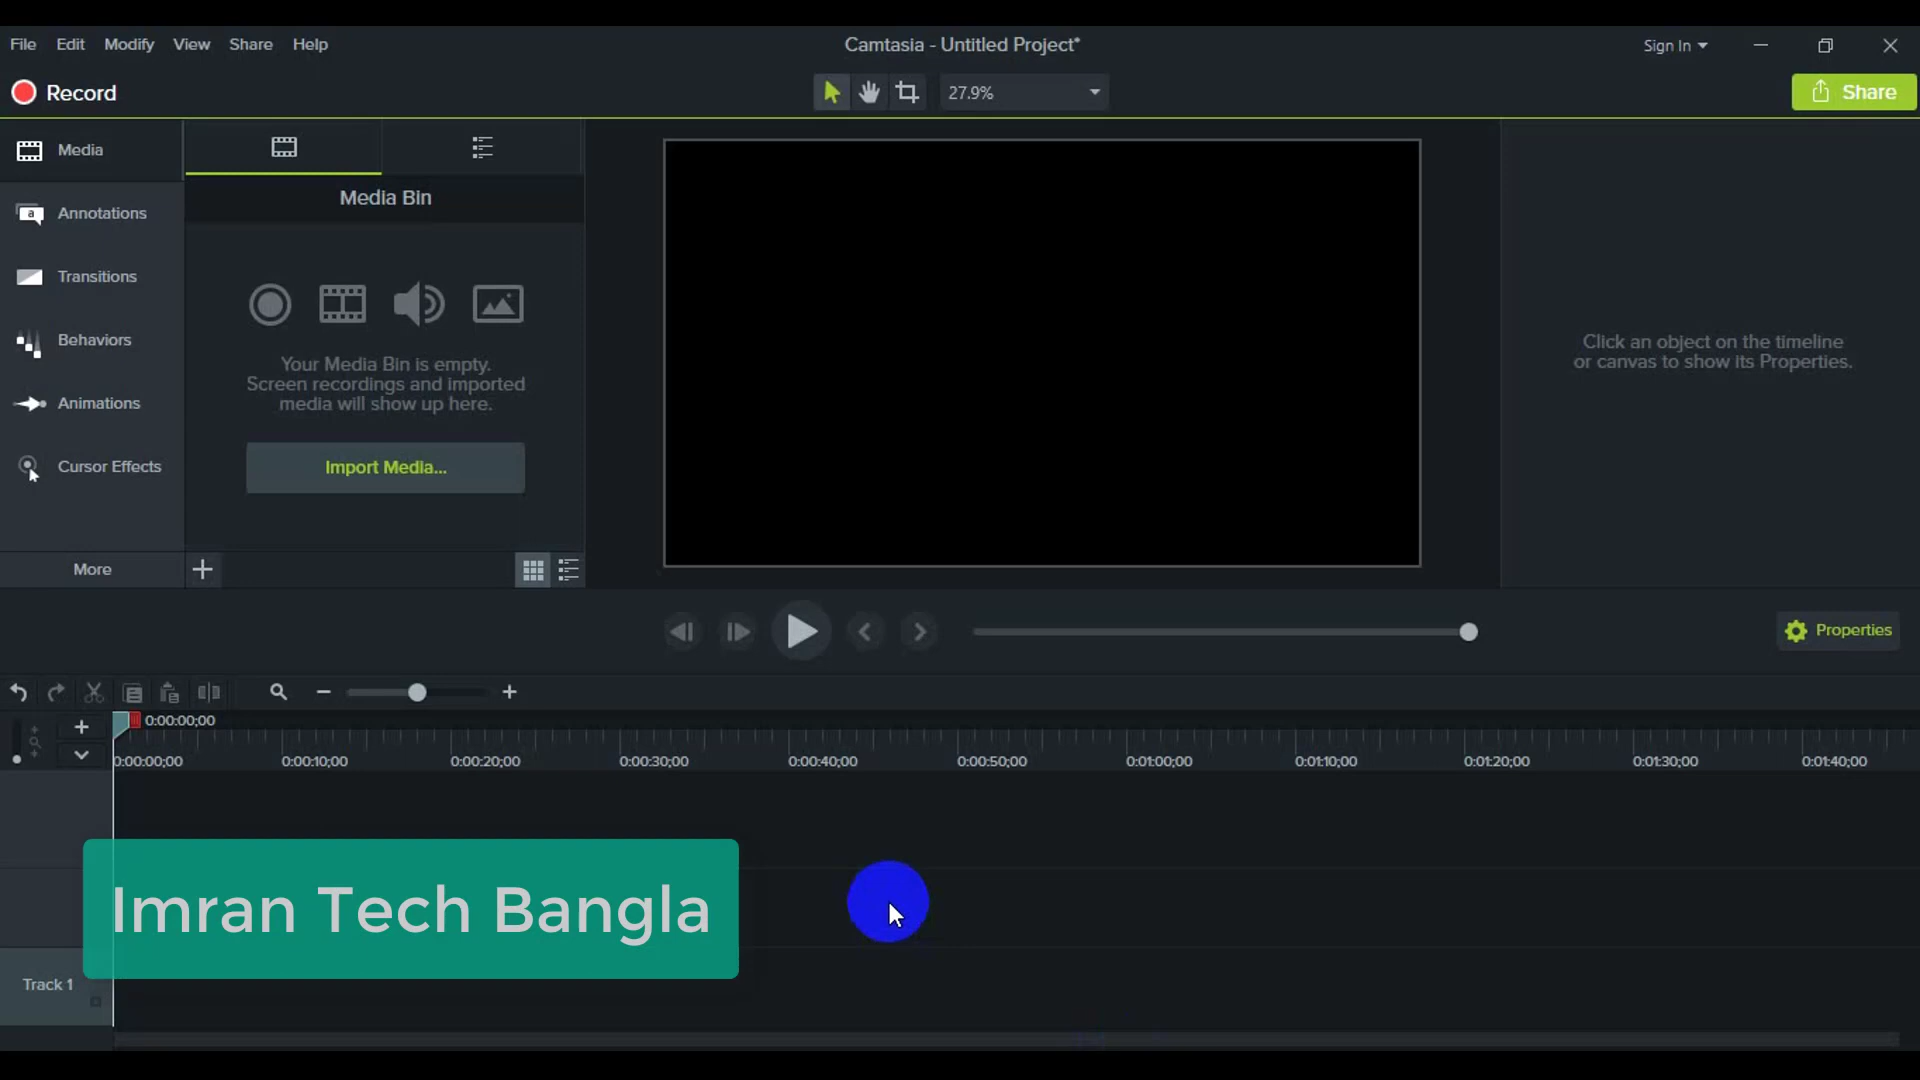 File Edit Modify View Share Help
Camtasia - Untitled Project*
Sign In
Record
27.9%
Share
Media
Annotations
Transitions
Behaviors
Animations
Cursor Effects
More
Media Bin
Your Media Bin is empty.
Screen recordings and imported
media will show up here.
Import Media...
Click an object on the timeline
or canvas to show its Properties.
Properties
0:00:00;00
0:00:00;00 0:00:10;00 0:00:20;00 0:00:30;00 0:00:40;00 0:00:50;00 0:01:00;00 0:01:10;00 0:01:20;00 0:01:30;00 0:01:40;00
Imran Tech Bangla
Track 1